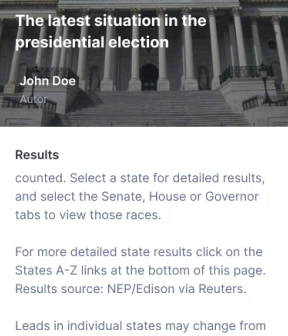 The latest situation in the
presidential election
John Doe
Autor
Results
counted. Select a state for detailed results,
and select the Senate, House or Governor
tabs to view those races.
For more detailed state results click on the
States A-Z links at the bottom of this page.
Results source: NEP/Edison via Reuters.
Leads in individual states may change from